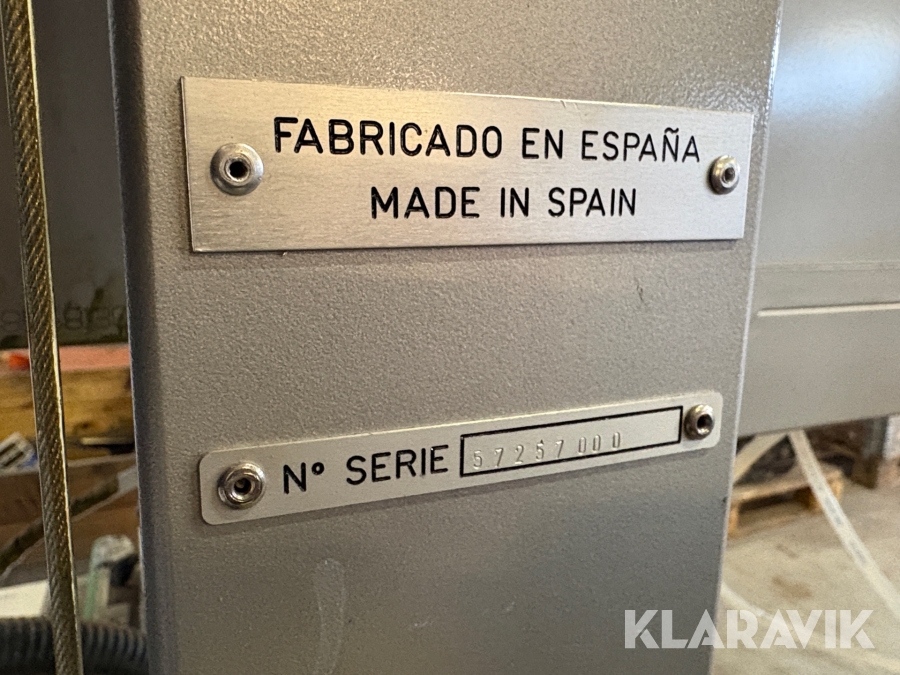 FABRICADO EN ESPAÑA
MADE IN SPAIN
Nº SERIE 57257000
KLARAVIK